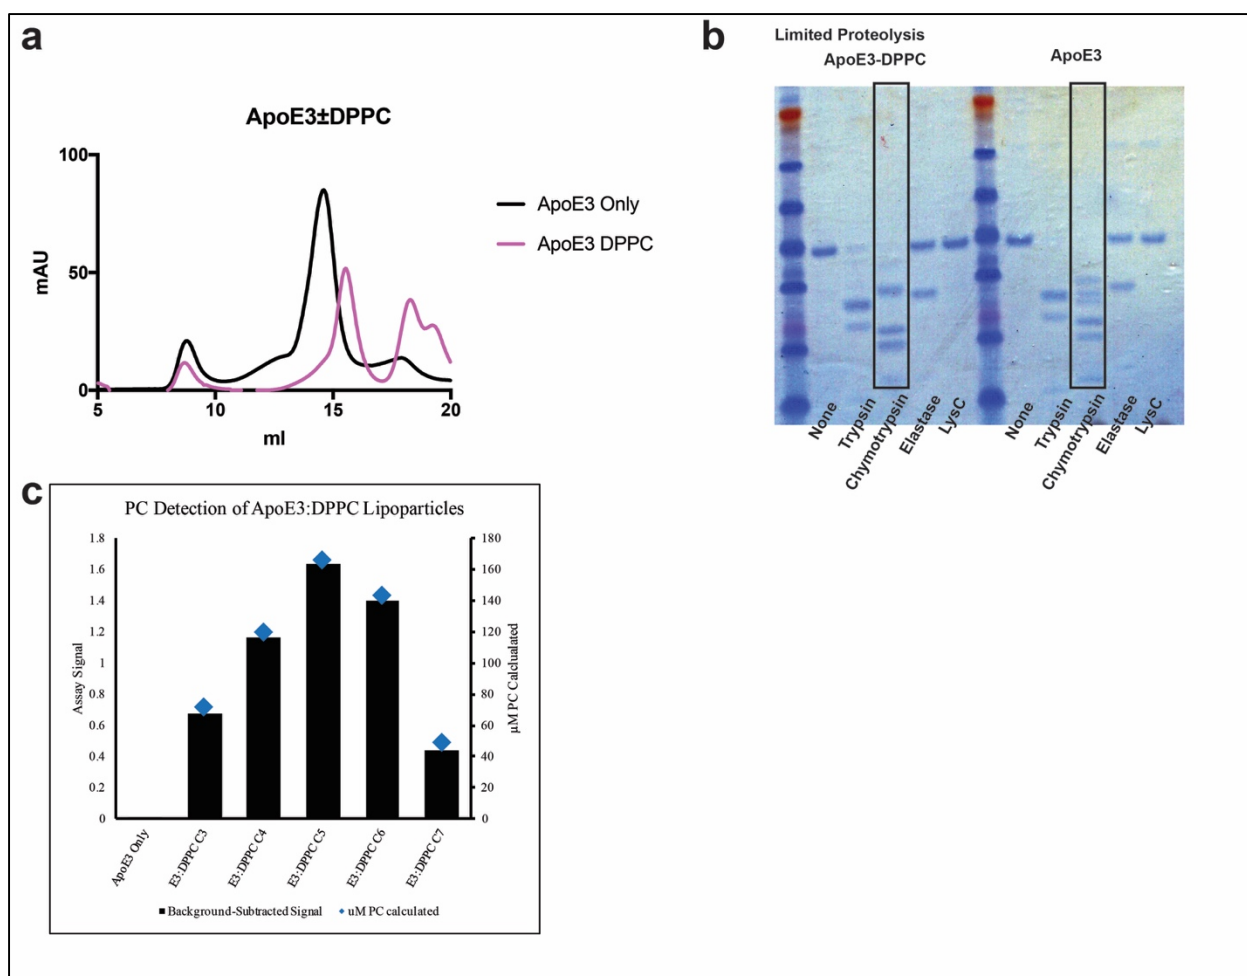 a
ApoE3±DPPC
100
50
0
mAU
5
10
15
20
ml
ApoE3 Only
ApoE3 DPPC
b
Limited Proteolysis
ApoE3-DPPC
ApoE3
None
Trypsin
Chymotrypsin
Elastase
LysC
None
Trypsin
Chymotrypsin
Elastase
LysC
c
PC Detection of ApoE3:DPPC Lipoparticles
1.8
1.6
1.4
1.2
1
0.8
0.6
0.4
0.2
0
Assay Signal
180
160
140
120
100
80
60
40
20
0
µM PC Calclualated
ApoE3 Only
E3:DPPC C3
E3:DPPC C4
E3:DPPC C5
E3:DPPC C6
E3:DPPC C7
Background-Subtracted Signal
uM PC calculated